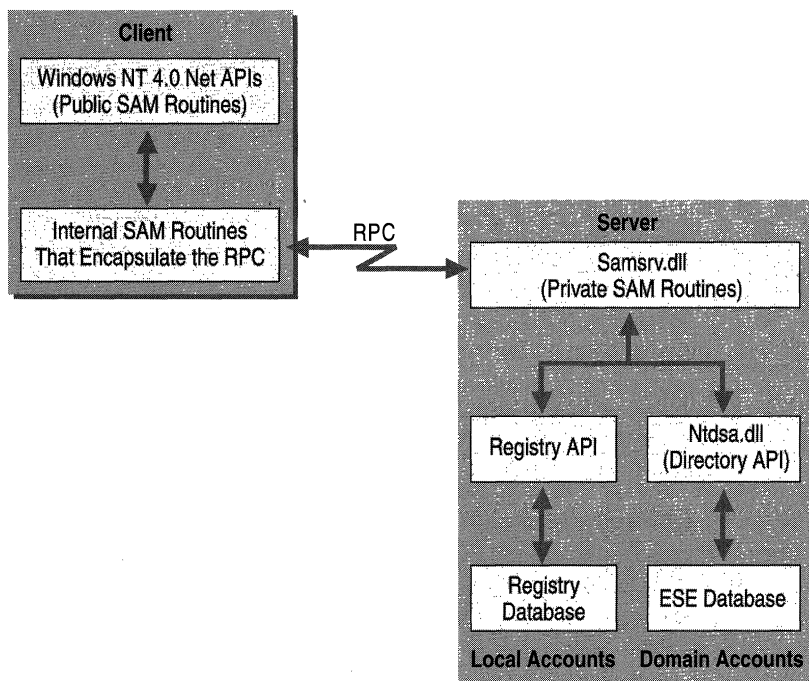 Client
Windows NT 4.0 Net APIs
(Public SAM Routines)
Internal SAM Routines
That Encapsulate the RPC
RPC
Server
Samsrv.dll
(Private SAM Routines)
Registry API
Ntdsa.dll
(Directory API)
Registry
Database
ESE Database
Local Accounts
Domain Accounts